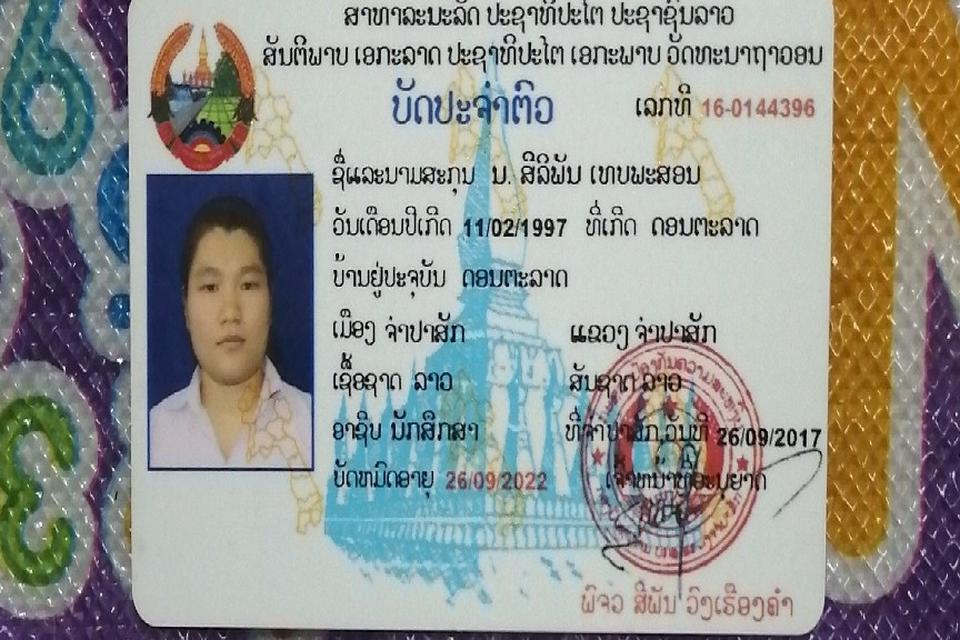 ສາທາລະນະລັດ ປະຊາທິປະໄຕ ປະຊາຊົນລາວ
ສັນຕິພາບ ເອກະລາດ ປະຊາທິປະໄຕ ເອກະພາບ ວັດທະນາຖາວອນ
ບັດປະຈຳຕົວ ເລກທີ 16-0144396
ຊື່ແລະນາມສະກຸນ ນ. ສີລິພັນ ເທບພະສອນ
ວັນເດືອນປີເກີດ 11/02/1997 ທີ່ເກີດ ດອນຕະລາດ
ບ້ານຢູ່ປະຈຸບັນ ດອນຕະລາດ
ເມືອງ ຈຳປາສັກ ແຂວງ ຈຳປາສັກ
ເຊື້ອຊາດ ລາວ ສັນຊາດ ລາວ
ອາຊີບ ນັກສຶກສາ ທີ່ຈຳປາສັກ,ວັນທີ 26/09/2017
ບັດຫມົດອາຍຸ 26/09/2022 ເຈົ້າຫນ້າທີ່ອະນຸຍາດ
ພົຈວ ສີພັນ ວົງເຮືອງຄຳ